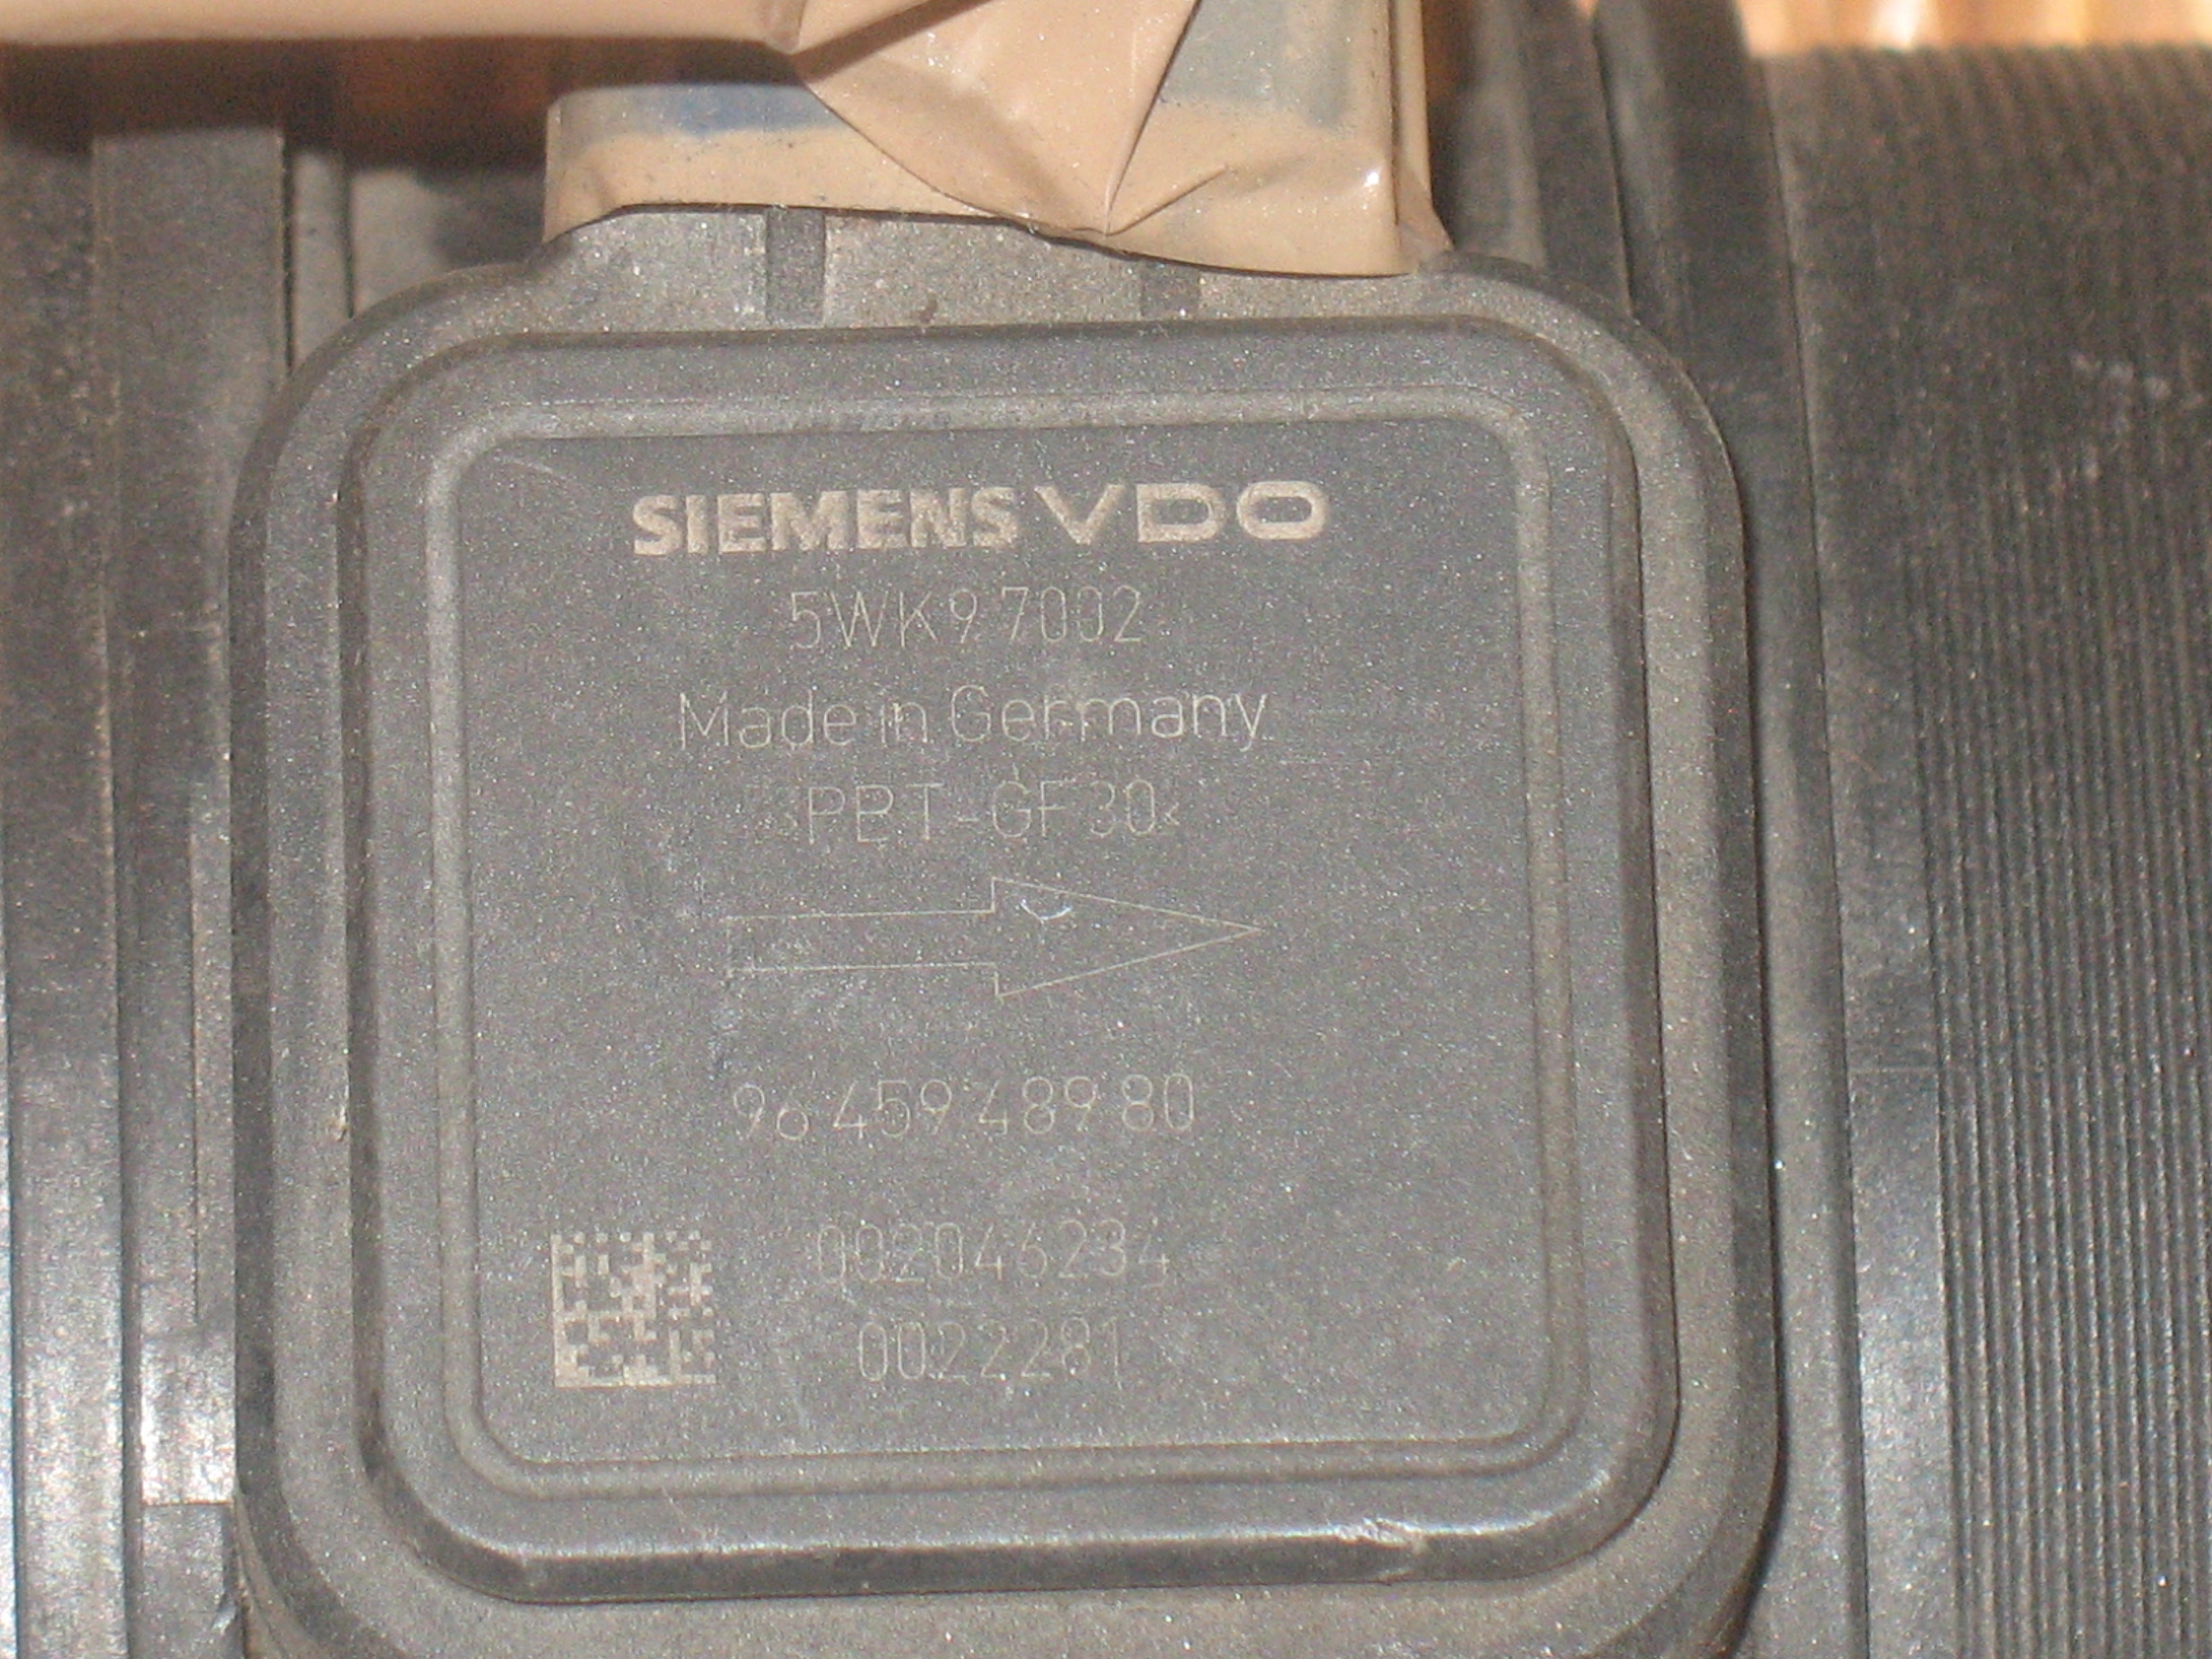 SIEMENS VDO
5WK9 7002
Made in Germany
>PBT-GF30<
96 459 489 80
002046234
0022281